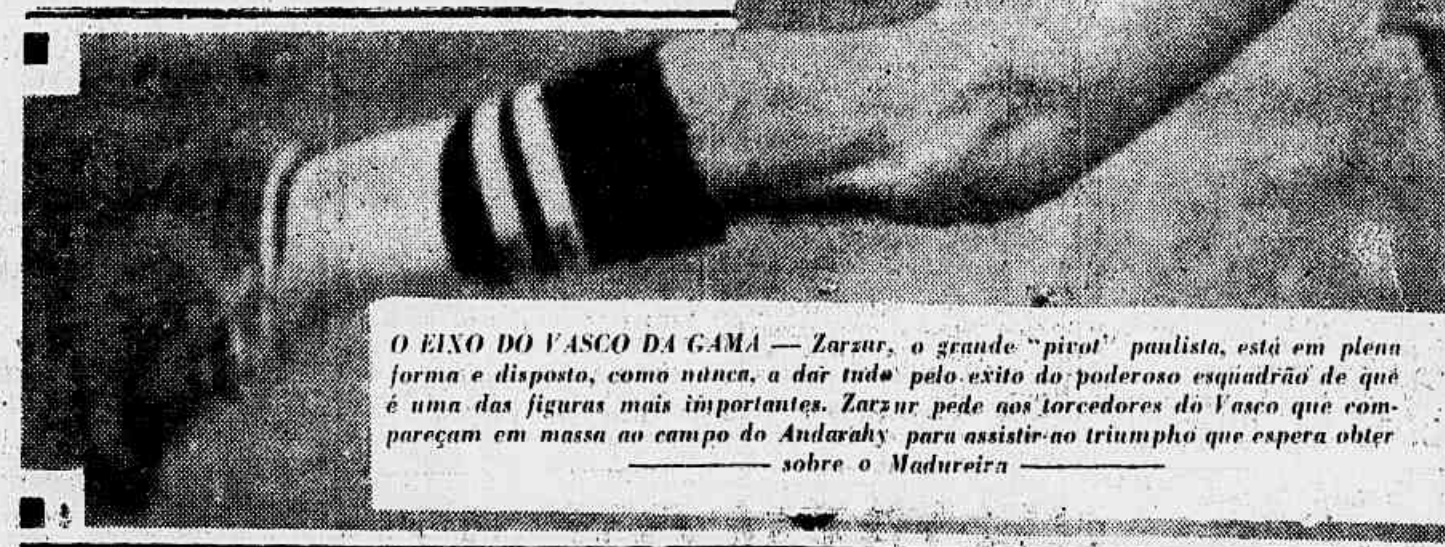 O EIXO DO VASCO DA GAMA — Zarzur, o grande "pivot" paulista, está em plena
forma e disposto, como nunca, a dar tudo pelo exito do poderoso esquadrão de que
é uma das figuras mais importantes. Zarzur pede aos torcedores do Vasco que com-
pareçam em massa ao campo do Andarahy para assistir ao triumpho que espera obter
sobre o Madureira